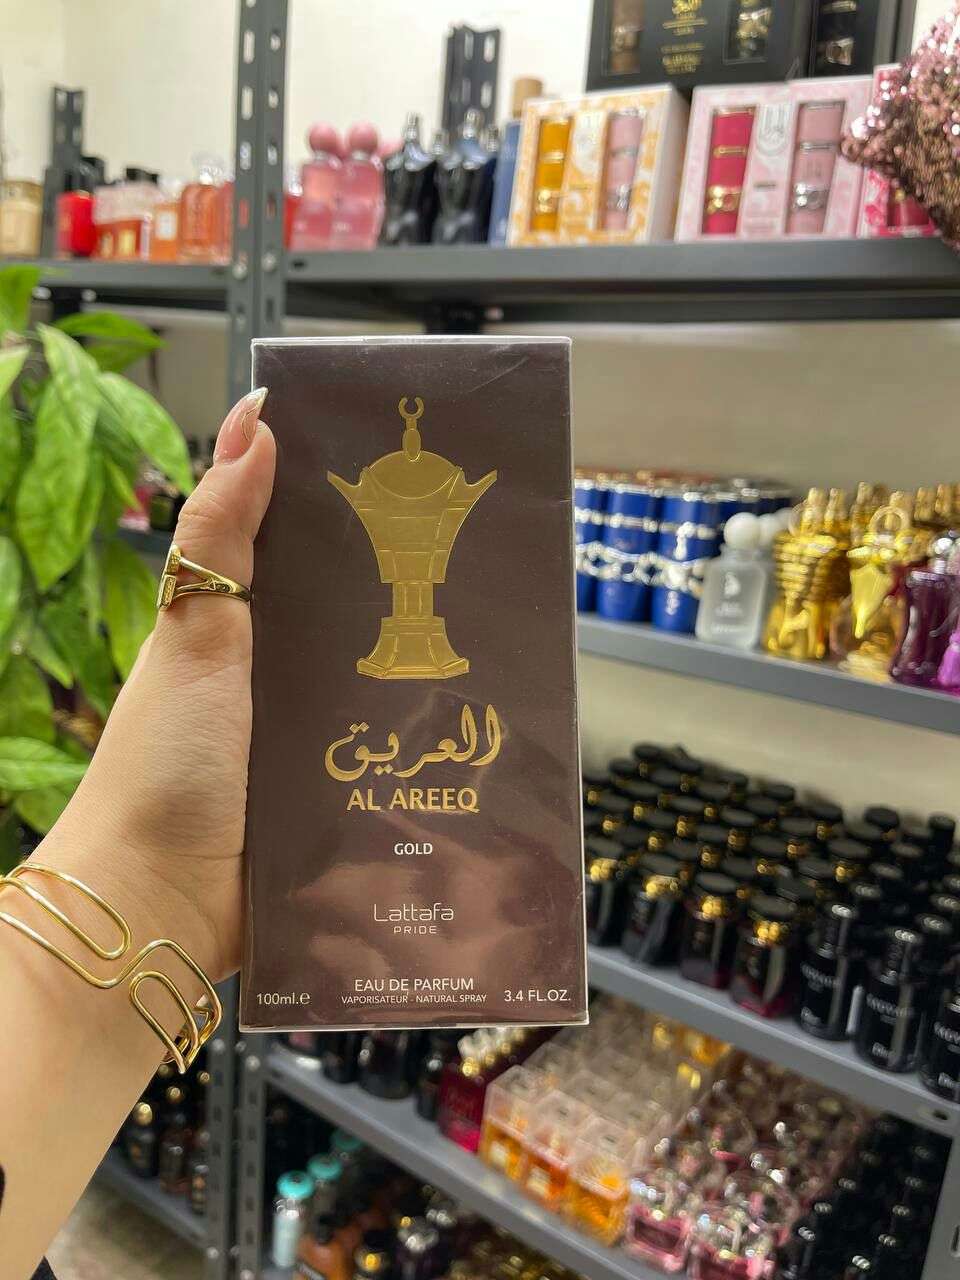 العريق
AL AREEQ
GOLD
Lattafa
PRIDE
EAU DE PARFUM
100ml.e VAPORISATEUR - NATURAL SPRAY 3.4 FL.OZ.